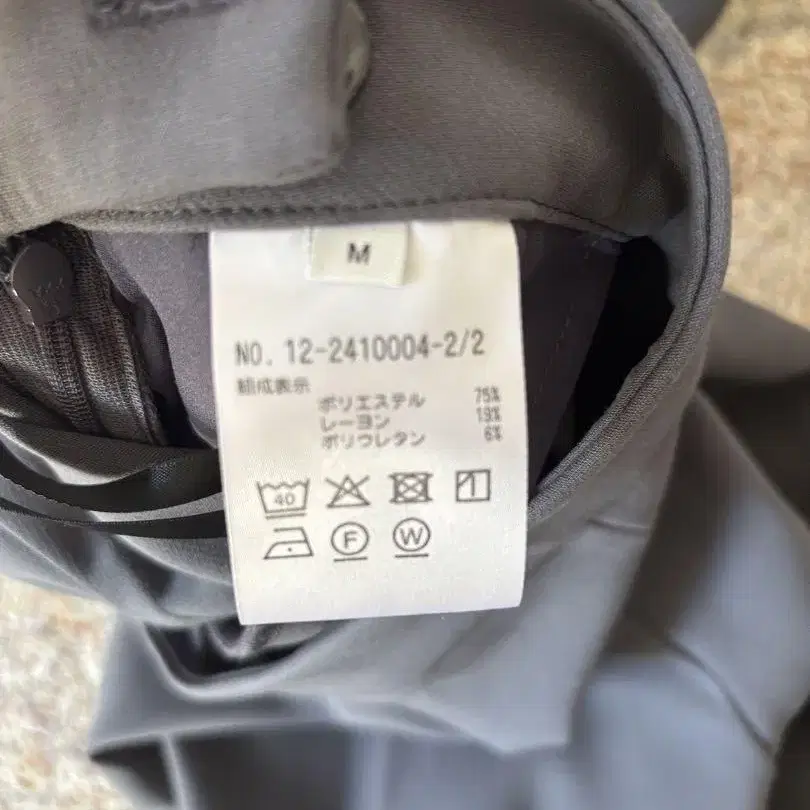 M
NO. 12-2410004-2/2
組成表示
ポリエステル 75%
レーヨン 19%
ポリウレタン 6%
40
F W